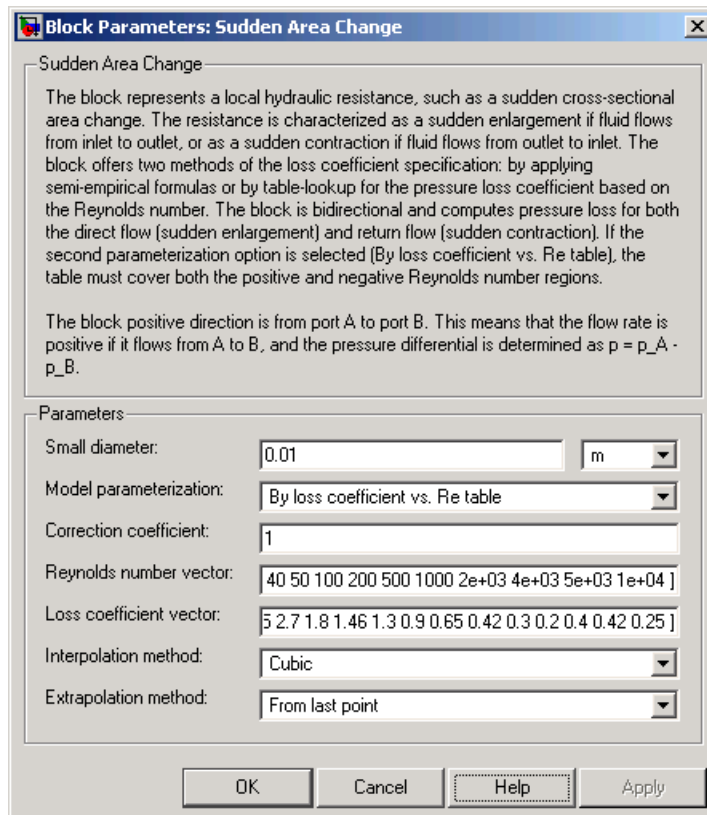 Block Parameters: Sudden Area Change
Sudden Area Change
The block represents a local hydraulic resistance, such as a sudden cross-sectional
area change. The resistance is characterized as a sudden enlargement if fluid flows
from inlet to outlet, or as a sudden contraction if fluid flows from outlet to inlet. The
block offers two methods of the loss coefficient specification: by applying
semi-empirical formulas or by table-lookup for the pressure loss coefficient based on
the Reynolds number. The block is bidirectional and computes pressure loss for both
the direct flow (sudden enlargement) and return flow (sudden contraction). If the
second parameterization option is selected (By loss coefficient vs. Re table), the
table must cover both the positive and negative Reynolds number regions.
The block positive direction is from port A to port B. This means that the flow rate is
positive if it flows from A to B, and the pressure differential is determined as p = p_A -
p_B.
Parameters
Small diameter: 0.01 m
Model parameterization: By loss coefficient vs. Re table
Correction coefficient: 1
Reynolds number vector: 40 50 100 200 500 1000 2e+03 4e+03 5e+03 1e+04 ]
Loss coefficient vector: 5 2.7 1.8 1.46 1.3 0.9 0.65 0.42 0.3 0.2 0.4 0.42 0.25 ]
Interpolation method: Cubic
Extrapolation method: From last point
OK Cancel Help Apply